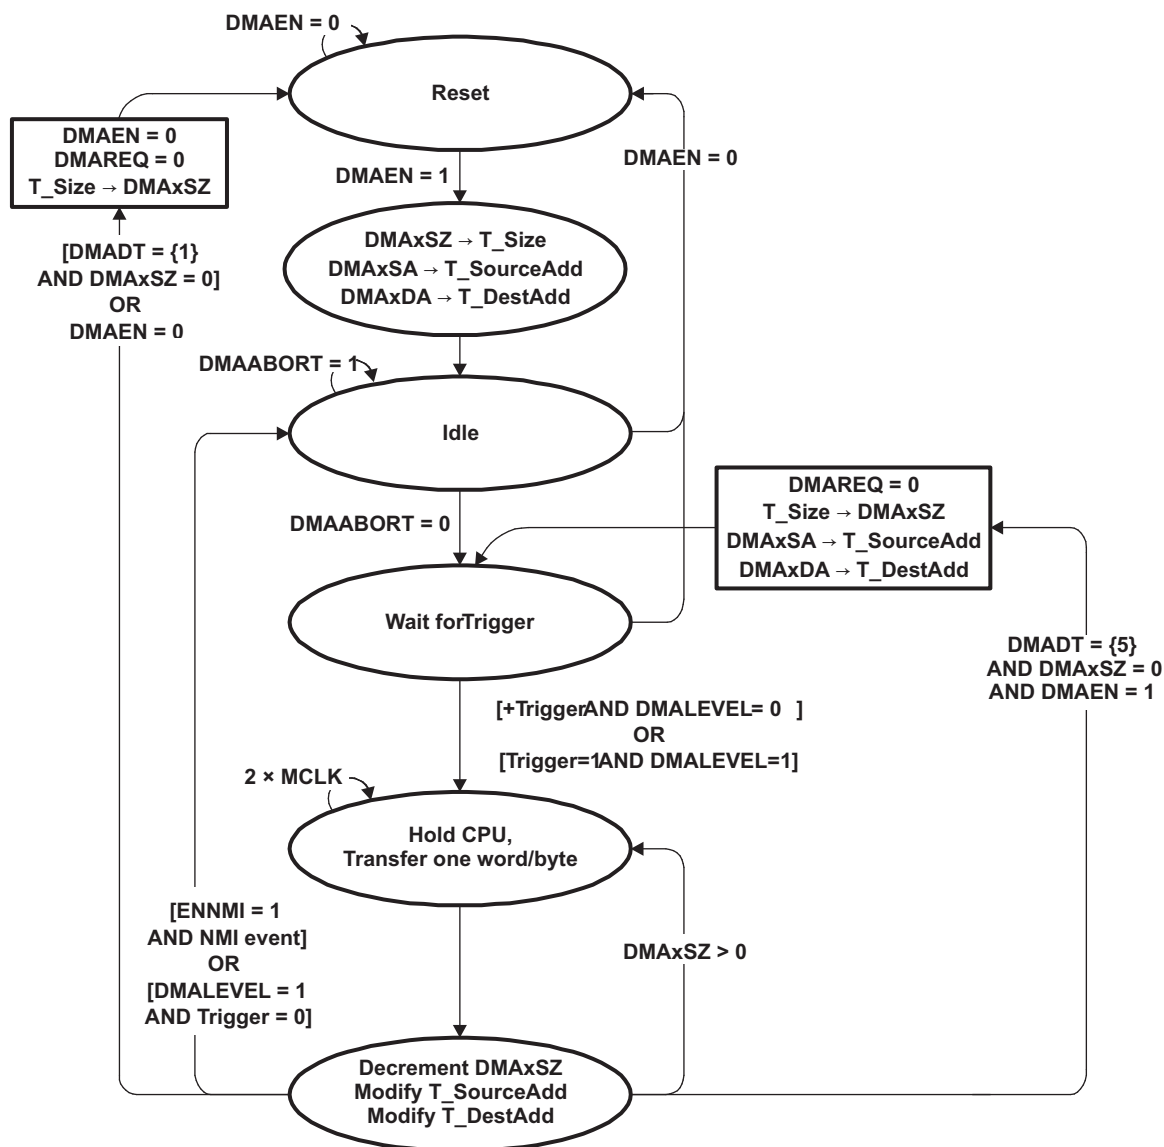 DMAEN = 0
Reset
DMAEN = 0
DMAREQ = 0
T_Size → DMAxSZ
DMAEN = 0
DMAEN = 1
[DMADT = {1}
AND DMAxSZ = 0]
OR
DMAEN = 0
DMAxSZ → T_Size
DMAxSA → T_SourceAdd
DMAxDA → T_DestAdd
DMAABORT = 1
Idle
DMAABORT = 0
DMAREQ = 0
T_Size → DMAxSZ
DMAxSA → T_SourceAdd
DMAxDA → T_DestAdd
Wait forTrigger
DMADT = {5}
AND DMAxSZ = 0
AND DMAEN = 1
[+TriggerAND DMALEVEL= 0 ]
OR
[Trigger=1AND DMALEVEL=1]
2 × MCLK
Hold CPU,
Transfer one word/byte
[ENNMI = 1
AND NMI event]
OR
[DMALEVEL = 1
AND Trigger = 0]
DMAxSZ > 0
Decrement DMAxSZ
Modify T_SourceAdd
Modify T_DestAdd